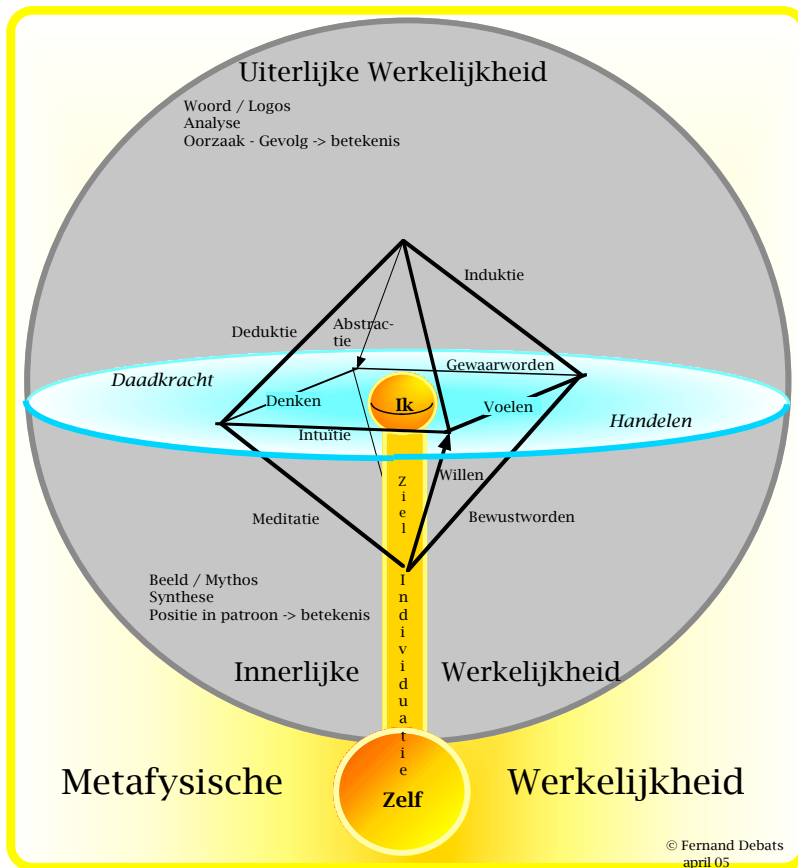 Uiterlijke Werkelijkheid
Woord / Logos
Analyse
Oorzaak - Gevolg -> betekenis
Induktie
Deduktie
Abstrac-
tie
Gewaarworden
Daadkracht
Denken
Ik
Voelen
Handelen
Intuïtie
Willen
Ziel
Meditatie
Bewustworden
Beeld / Mythos
Synthese
Positie in patroon -> betekenis
Individuatie
Innerlijke Werkelijkheid
Metafysische Werkelijkheid
Zelf
© Fernand Debats
april 05